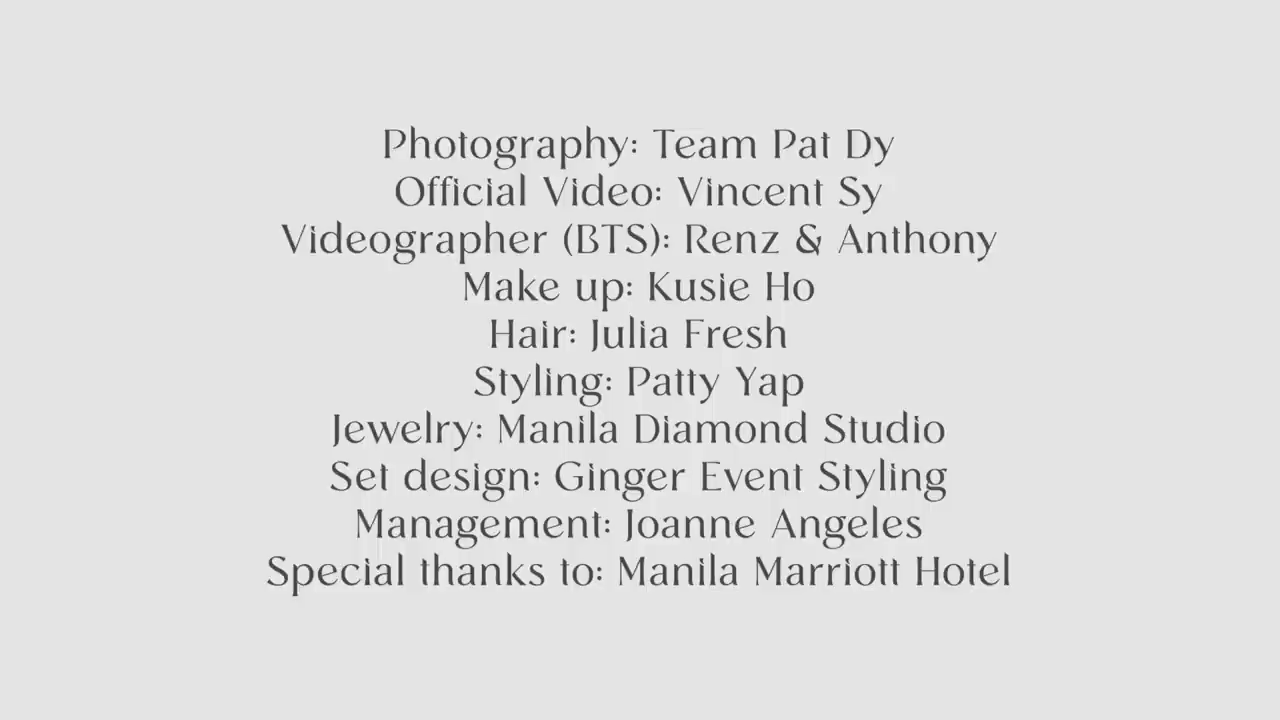 Photography: Team Pat Dy
Official Video: Vincent Sy
Videographer (BTS): Renz & Anthony
Make up: Kusie Ho
Hair: Julia Fresh
Styling: Patty Yap
Jewelry: Manila Diamond Studio
Set design: Ginger Event Styling
Management: Joanne Angeles
Special thanks to: Manila Marriott Hotel